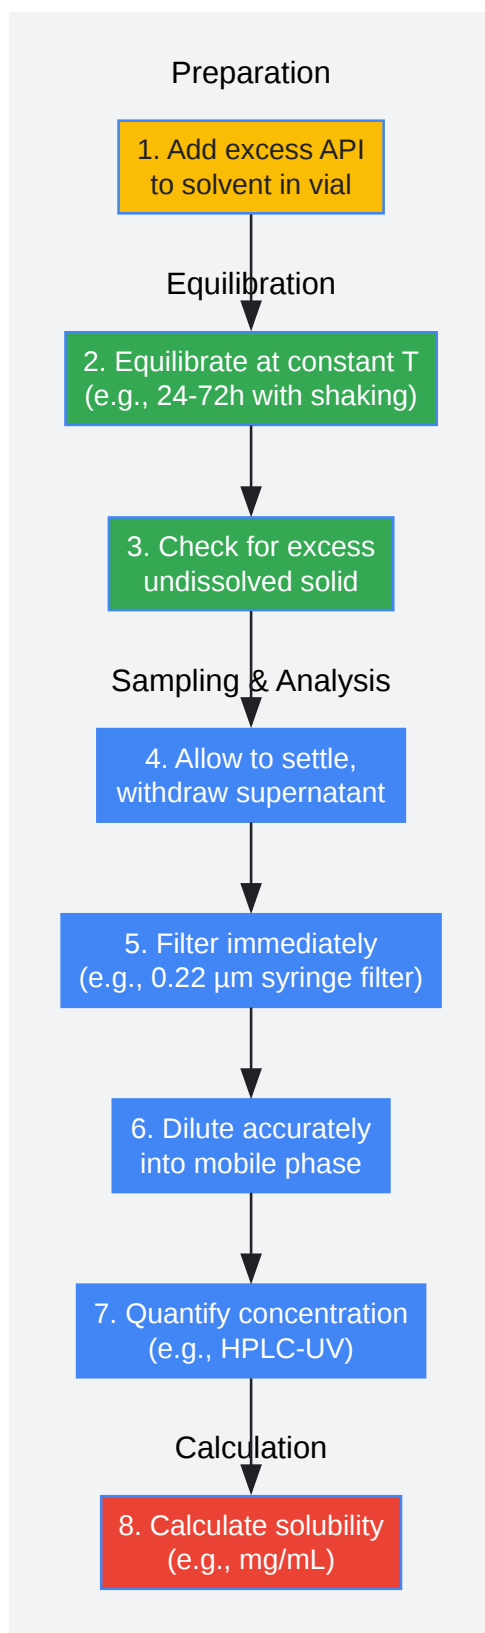 Preparation
1. Add excess API
to solvent in vial
Equilibration
2. Equilibrate at constant T
(e.g., 24-72h with shaking)
3. Check for excess
undissolved solid
Sampling & Analysis
4. Allow to settle,
withdraw supernatant
5. Filter immediately
(e.g., 0.22 µm syringe filter)
6. Dilute accurately
into mobile phase
7. Quantify concentration
(e.g., HPLC-UV)
Calculation
8. Calculate solubility
(e.g., mg/mL)